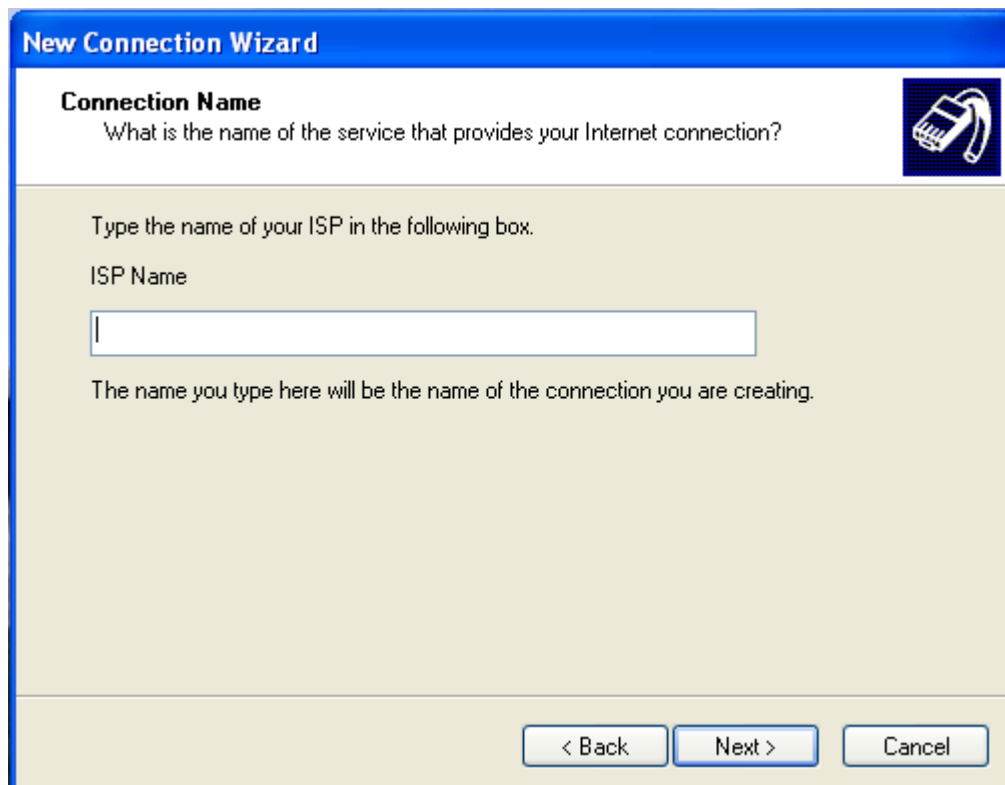 New Connection Wizard
Connection Name
What is the name of the service that provides your Internet connection?
Type the name of your ISP in the following box.
ISP Name
The name you type here will be the name of the connection you are creating.
< Back Next > Cancel